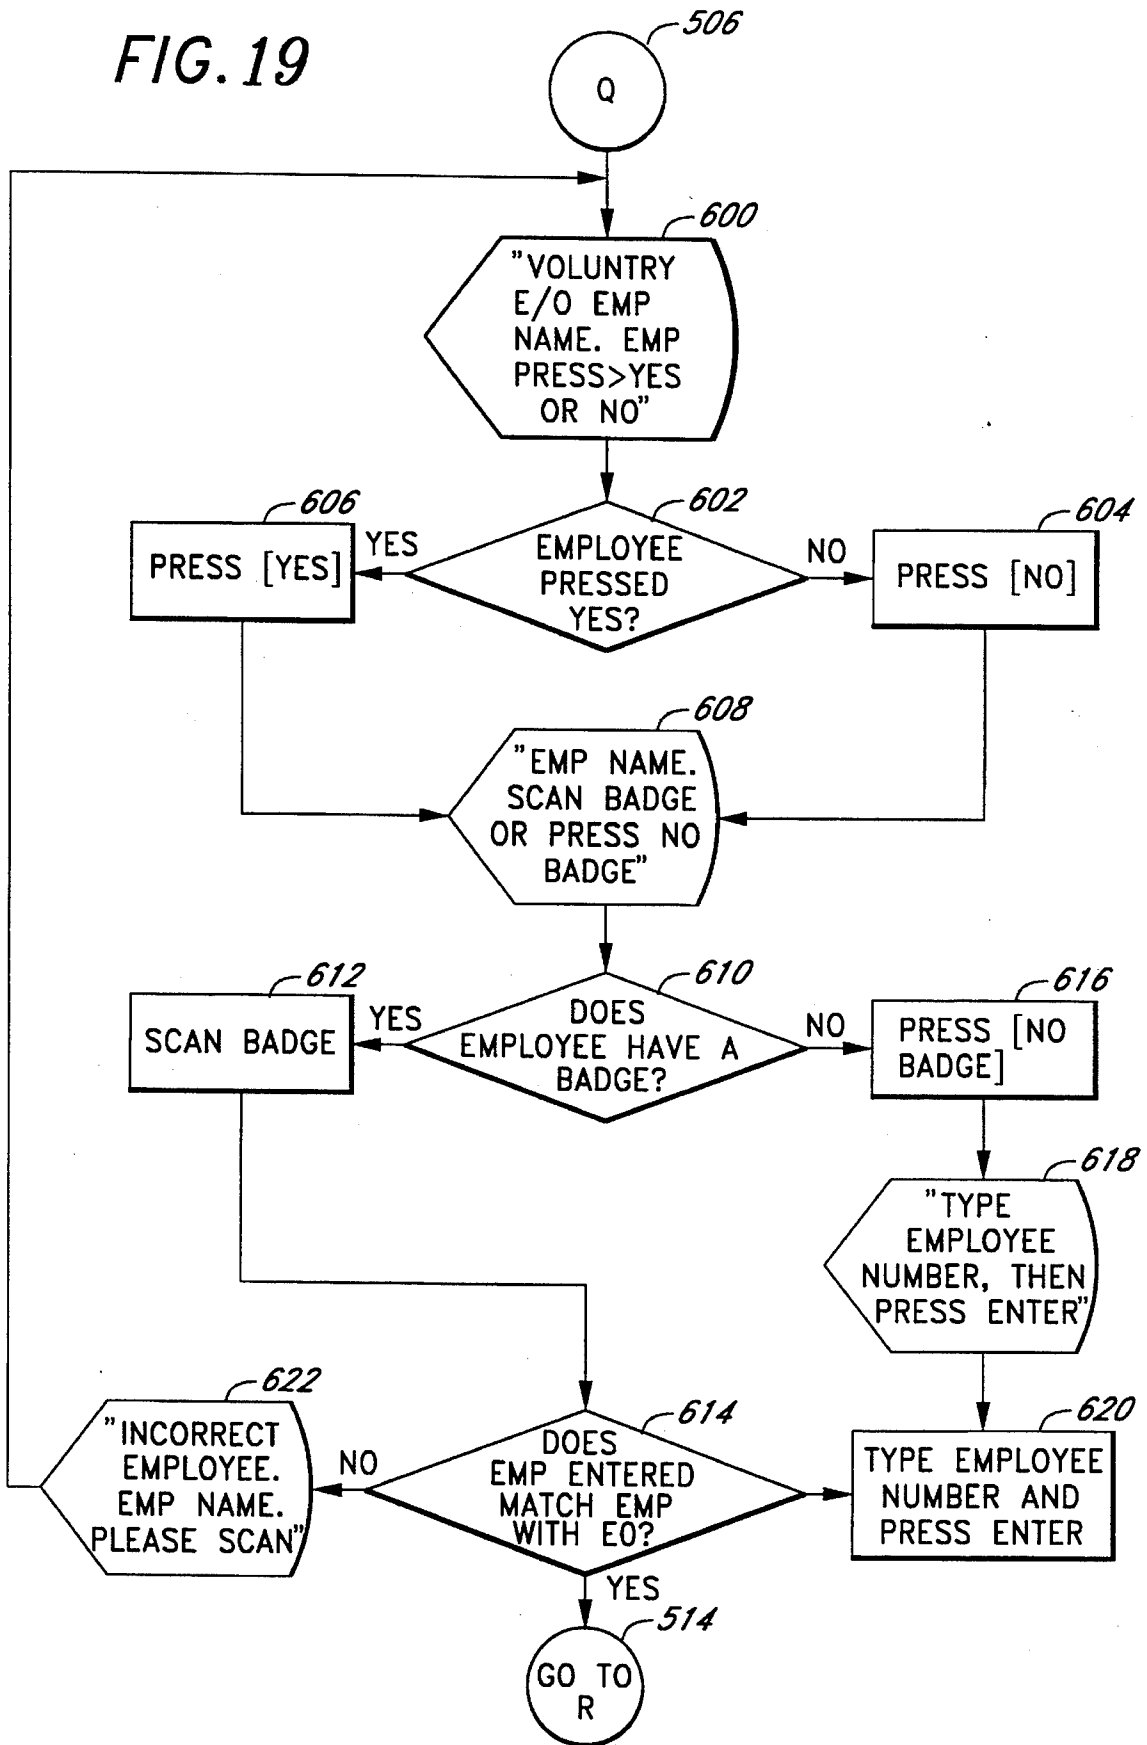 FIG. 19
506
Q
600
"VOLUNTRY
E/O EMP
NAME. EMP
PRESS>YES
OR NO"
606
602
604
PRESS [YES]
YES
EMPLOYEE
PRESSED
YES?
NO
PRESS [NO]
608
"EMP NAME.
SCAN BADGE
OR PRESS NO
BADGE"
612
610
616
SCAN BADGE
YES
DOES
EMPLOYEE HAVE A
BADGE?
NO
PRESS [NO
BADGE]
618
"TYPE
EMPLOYEE
NUMBER, THEN
PRESS ENTER"
622
614
620
"INCORRECT
EMPLOYEE.
EMP NAME.
PLEASE SCAN"
NO
DOES
EMP ENTERED
MATCH EMP
WITH EO?
TYPE EMPLOYEE
NUMBER AND
PRESS ENTER
YES
514
GO TO
R